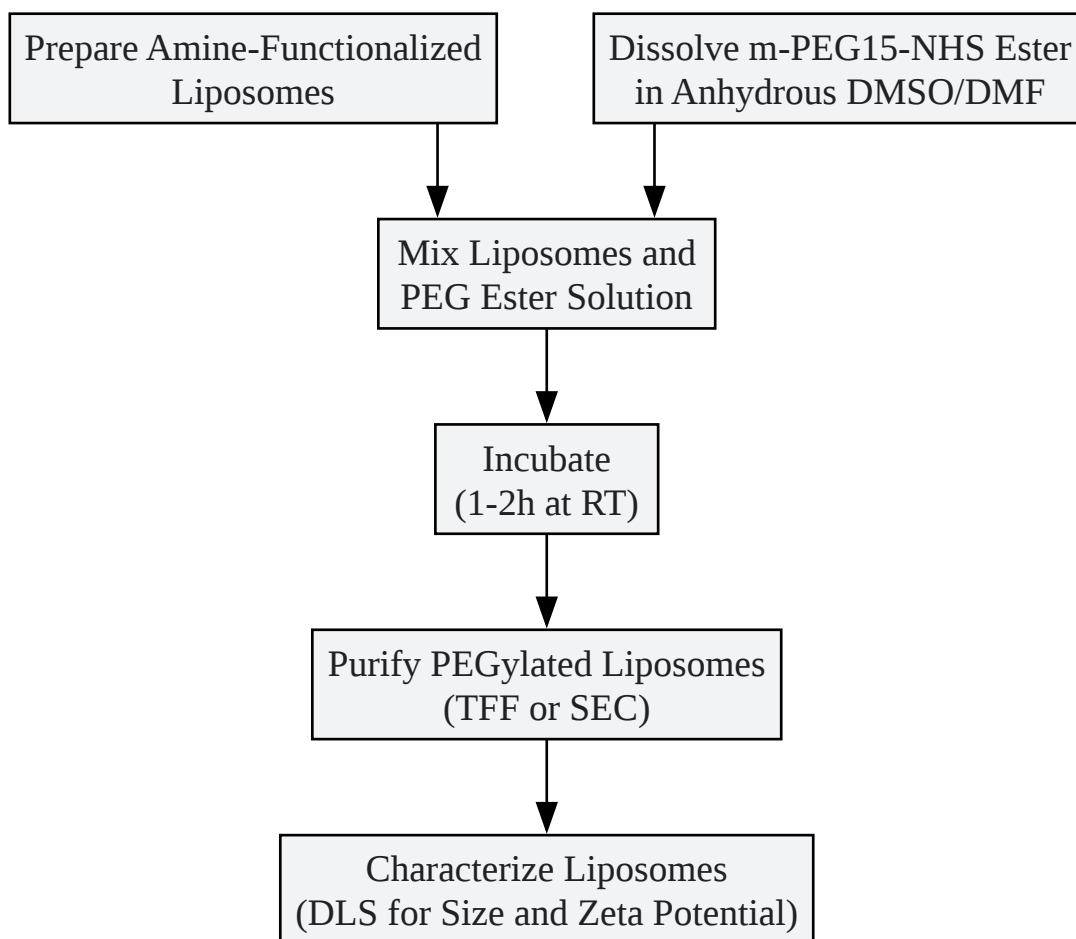 Prepare Amine-Functionalized
Liposomes
Dissolve m-PEG15-NHS Ester
in Anhydrous DMSO/DMF
Mix Liposomes and
PEG Ester Solution
Incubate
(1-2h at RT)
Purify PEGylated Liposomes
(TFF or SEC)
Characterize Liposomes
(DLS for Size and Zeta Potential)